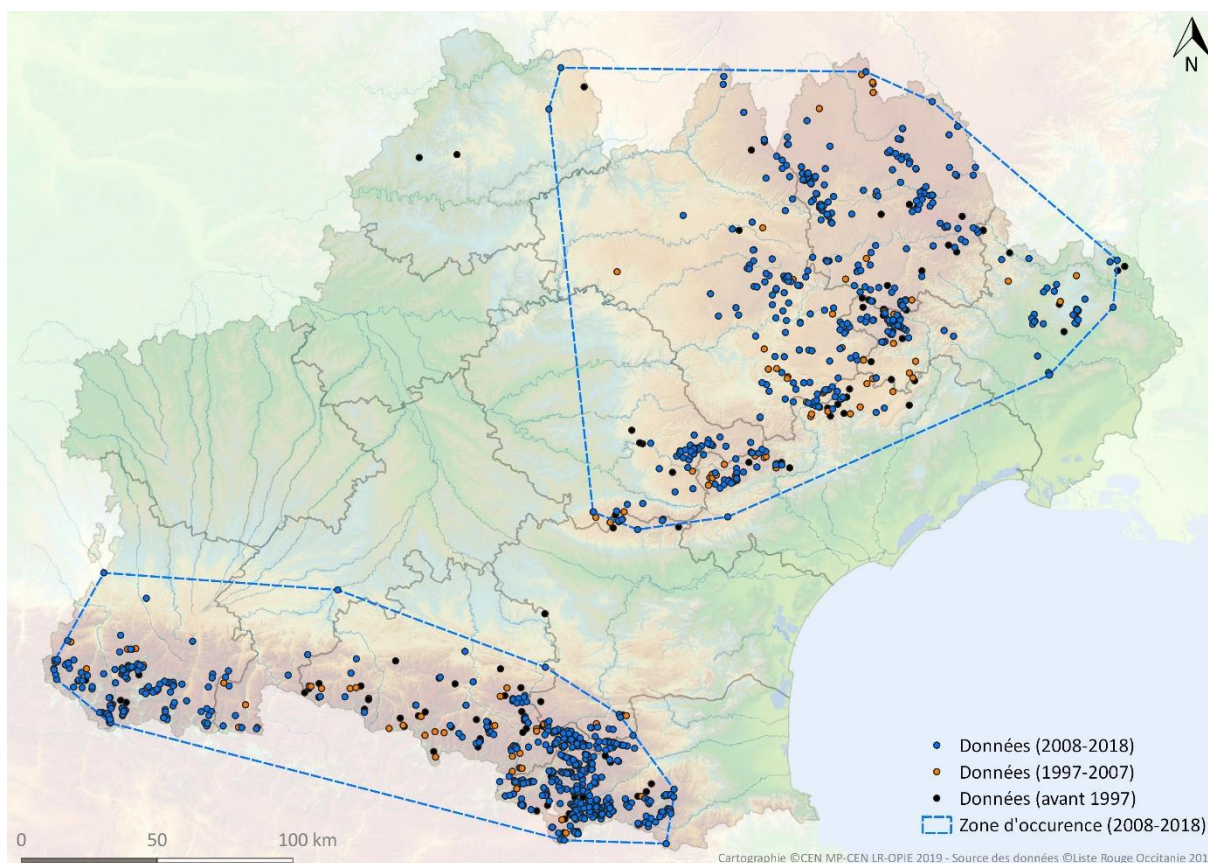 N
Données (2008-2018)
Données (1997-2007)
Données (avant 1997)
Zone d'occurence (2008-2018)
0 50 100 km
Cartographie ©CEN MP-CEN LR-OPIE 2019 - Source des données ©Liste Rouge Occitanie 201